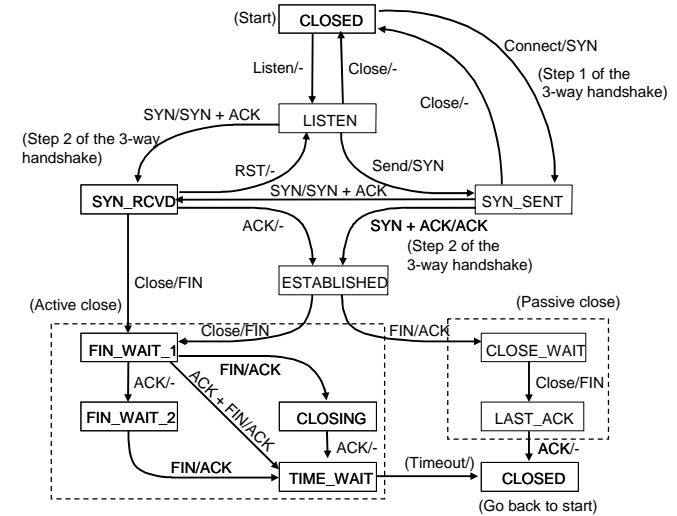 (Start)
CLOSED
Connect/SYN
Listen/-
Close/-
(Step 1 of the
3-way handshake)
Close/-
SYN/SYN + ACK
LISTEN
(Step 2 of the 3-way
handshake)
RST/-
Send/SYN
SYN/SYN + ACK
SYN_RCVD
SYN_SENT
ACK/-
SYN + ACK/ACK
(Step 2 of the
3-way handshake)
ESTABLISHED
Close/FIN
(Active close)
(Passive close)
Close/FIN
FIN/ACK
FIN_WAIT_1
CLOSE_WAIT
FIN/ACK
ACK/-
ACK + FIN/ACK
Close/FIN
FIN_WAIT_2
CLOSING
LAST_ACK
ACK/-
ACK/-
FIN/ACK
(Timeout/)
TIME_WAIT
CLOSED
(Go back to start)